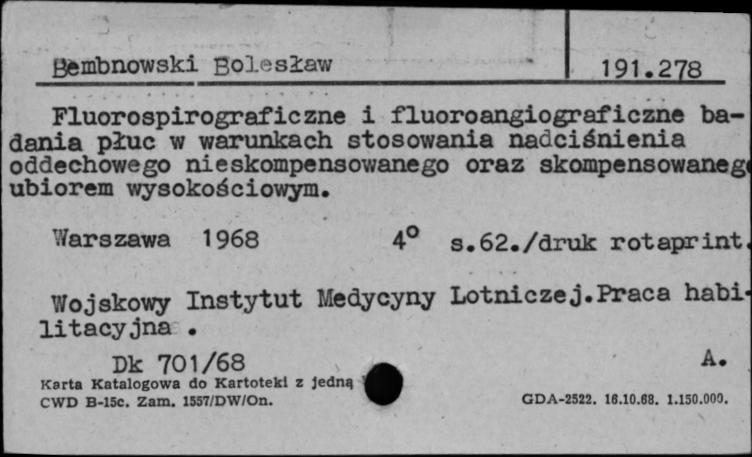 Bembnowski Bolesław 191.278
Fluorospirograficzne i fluoroangiograficzne ba-
dania płuc w warunkach stosowania nadciśnienia
oddechowego nieskompensowanego oraz skompensowaneg
ubiorem wysokościowym.
Warszawa 1968 4° s.62./druk rotaprint.
Wojskowy Instytut Medycyny Lotniczej.Praca habi-
litacyjna .
Dk 701/68 A.
Karta Katalogowa do Kartoteki z jedną
CWD B-15c. Zam. 1557/DW/On. GDA-2522. 16.10.68. 1.150.000.